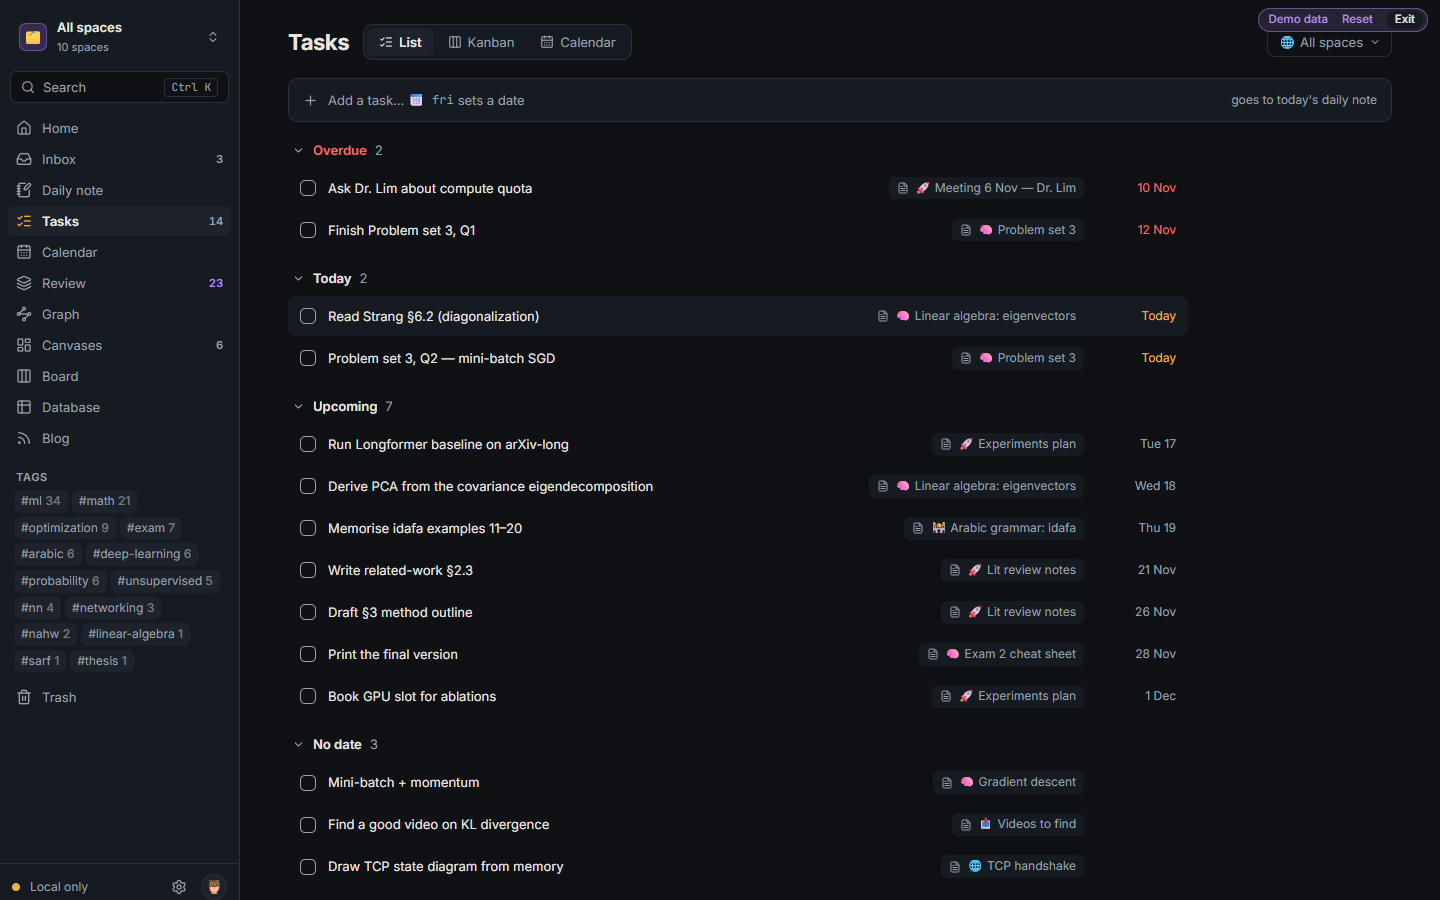 All spaces
10 spaces
Search Ctrl K
Home
Inbox 3
Daily note
Tasks 14
Calendar
Review 23
Graph
Canvases 6
Board
Database
Blog
TAGS
#ml 34 #math 21
#optimization 9 #exam 7
#arabic 6 #deep-learning 6
#probability 6 #unsupervised 5
#nn 4 #networking 3
#nahw 2 #linear-algebra 1
#sarf 1 #thesis 1
Trash
Local only
Demo data Reset Exit
Tasks List Kanban Calendar All spaces
Add a task... fri sets a date goes to today's daily note
Overdue 2
Ask Dr. Lim about compute quota Meeting 6 Nov — Dr. Lim 10 Nov
Finish Problem set 3, Q1 Problem set 3 12 Nov
Today 2
Read Strang §6.2 (diagonalization) Linear algebra: eigenvectors Today
Problem set 3, Q2 — mini-batch SGD Problem set 3 Today
Upcoming 7
Run Longformer baseline on arXiv-long Experiments plan Tue 17
Derive PCA from the covariance eigendecomposition Linear algebra: eigenvectors Wed 18
Memorise idafa examples 11–20 Arabic grammar: idafa Thu 19
Write related-work §2.3 Lit review notes 21 Nov
Draft §3 method outline Lit review notes 26 Nov
Print the final version Exam 2 cheat sheet 28 Nov
Book GPU slot for ablations Experiments plan 1 Dec
No date 3
Mini-batch + momentum Gradient descent
Find a good video on KL divergence Videos to find
Draw TCP state diagram from memory TCP handshake